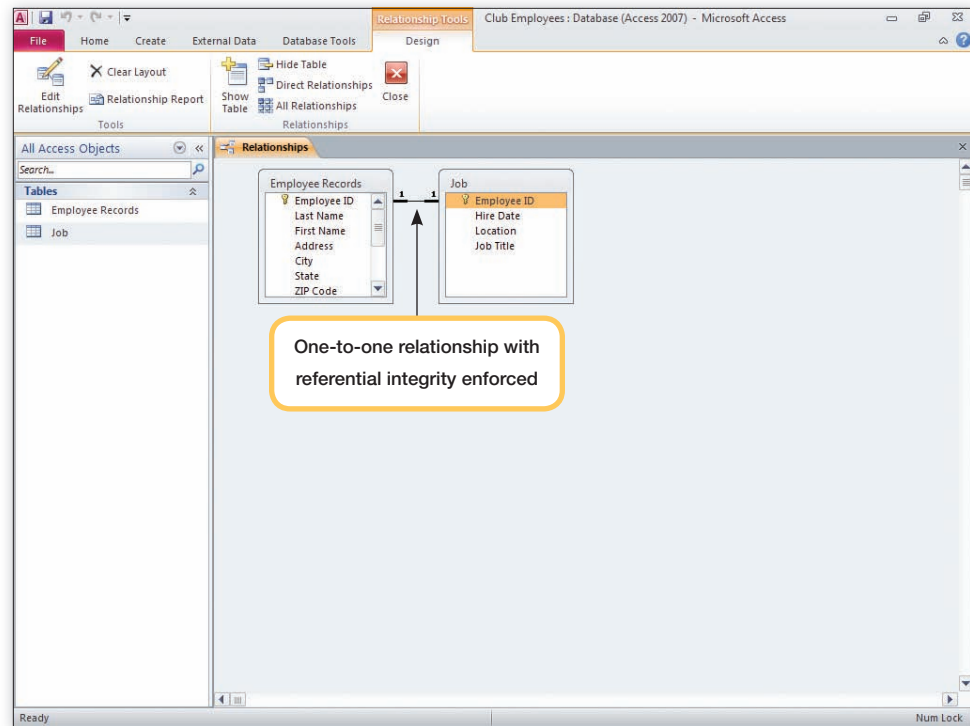 Relationship Tools Club Employees : Database (Access 2007) - Microsoft Access
File Home Create External Data Database Tools Design
Edit Relationships
Clear Layout
Relationship Report
Tools
Show Table
Hide Table
Direct Relationships
All Relationships
Close
Relationships
All Access Objects
Search...
Tables
Employee Records
Job
Relationships
Employee Records
Employee ID
Last Name
First Name
Address
City
State
ZIP Code
1 1
Job
Employee ID
Hire Date
Location
Job Title
One-to-one relationship with
referential integrity enforced
Ready Num Lock